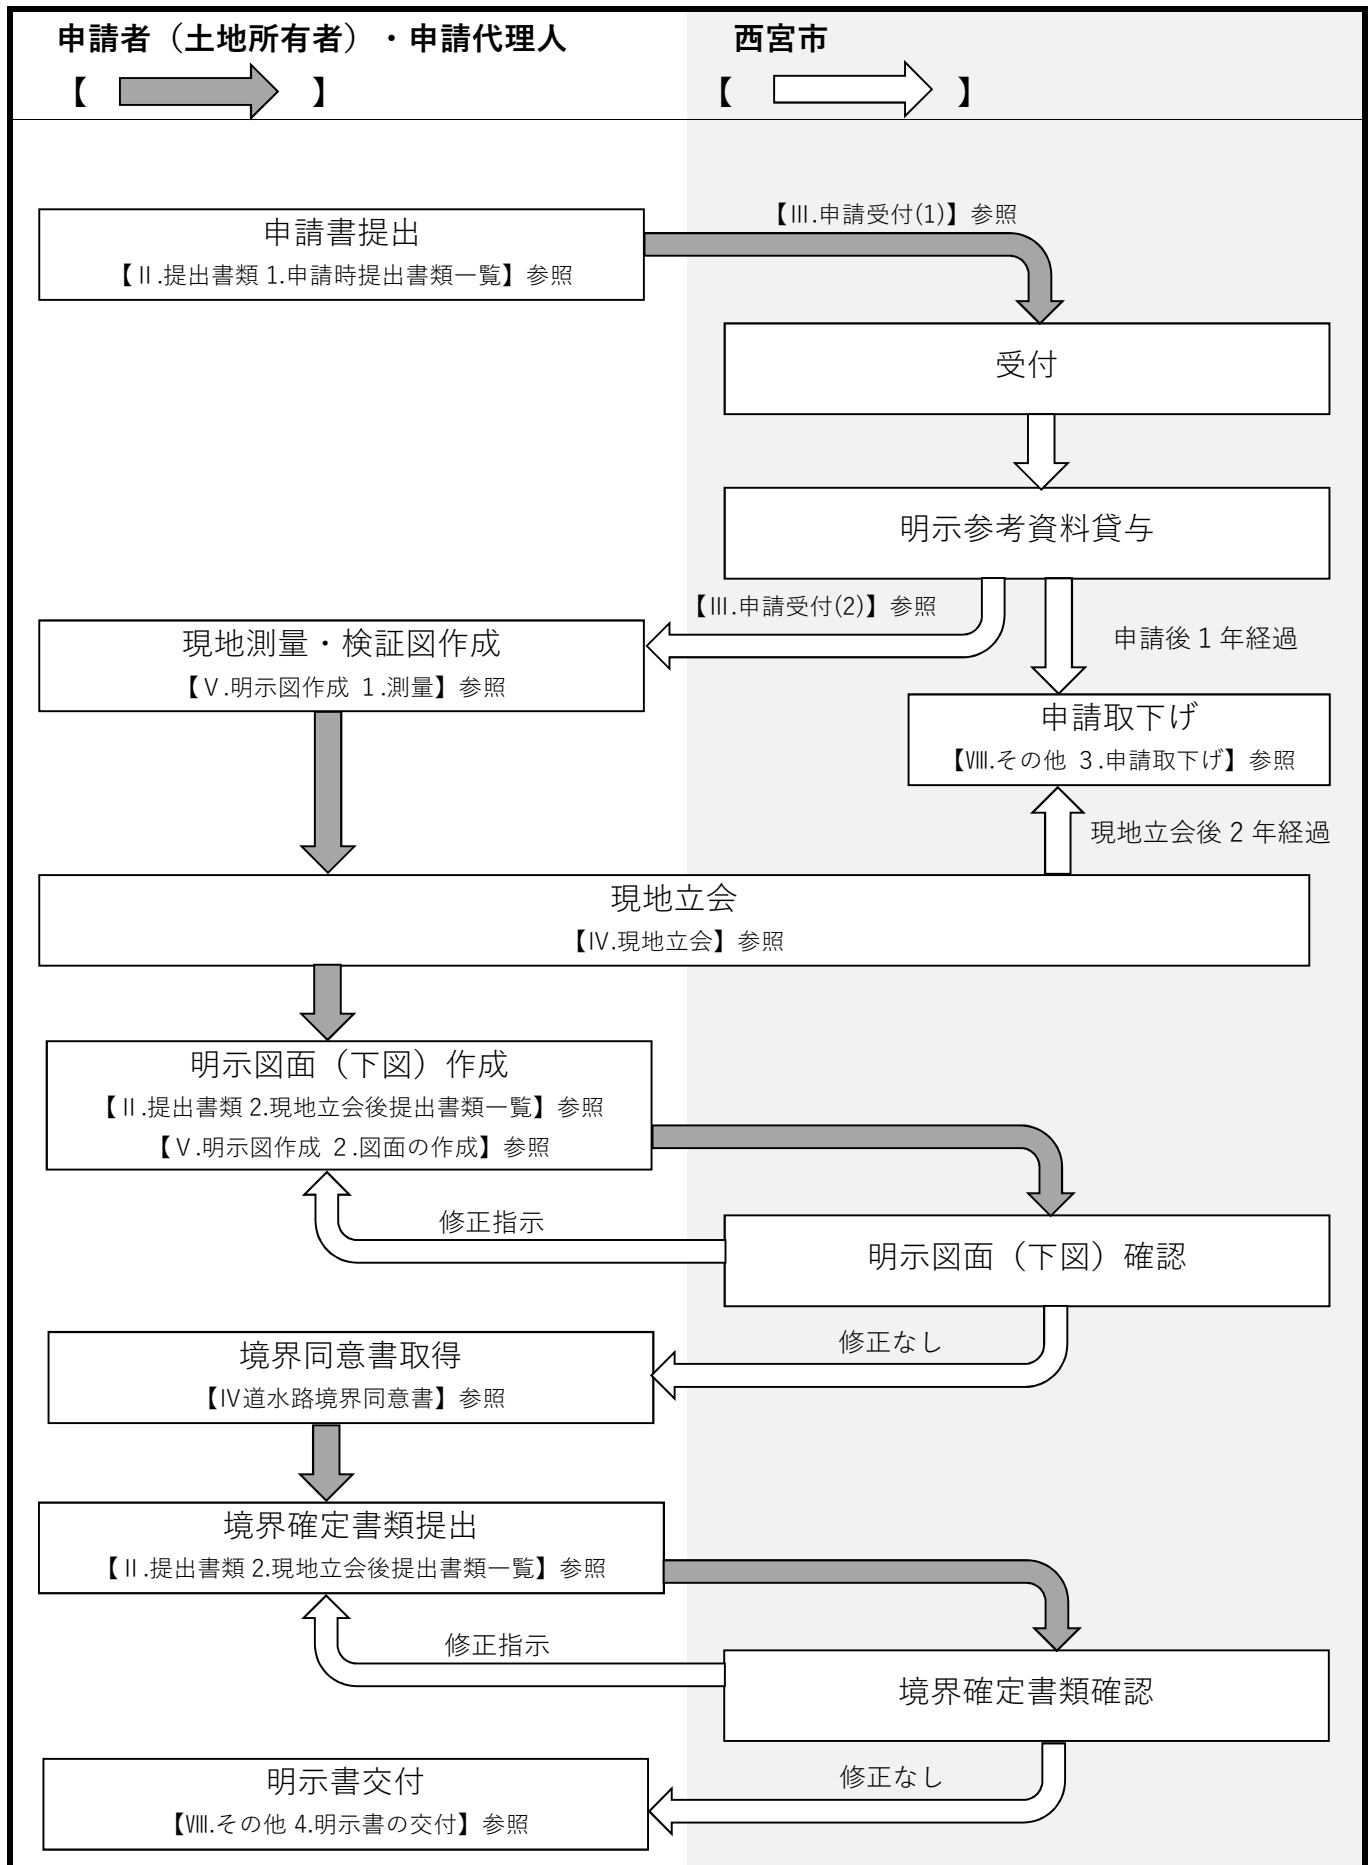 申請者（土地所有者）・申請代理人
西宮市
【 】
【 】
申請書提出
【Ⅱ.提出書類 1.申請時提出書類一覧】参照
【Ⅲ.申請受付(1)】参照
受付
明示参考資料貸与
【Ⅲ.申請受付(2)】参照
申請後１年経過
現地測量・検証図作成
【Ⅴ.明示図作成 １.測量】参照
申請取下げ
【Ⅷ.その他 ３.申請取下げ】参照
現地立会後２年経過
現地立会
【Ⅳ.現地立会】参照
明示図面（下図）作成
【Ⅱ.提出書類 2.現地立会後提出書類一覧】参照
【Ⅴ.明示図作成 ２.図面の作成】参照
修正指示
明示図面（下図）確認
修正なし
境界同意書取得
【Ⅳ道水路境界同意書】参照
境界確定書類提出
【Ⅱ.提出書類 2.現地立会後提出書類一覧】参照
修正指示
境界確定書類確認
修正なし
明示書交付
【Ⅷ.その他 4.明示書の交付】参照